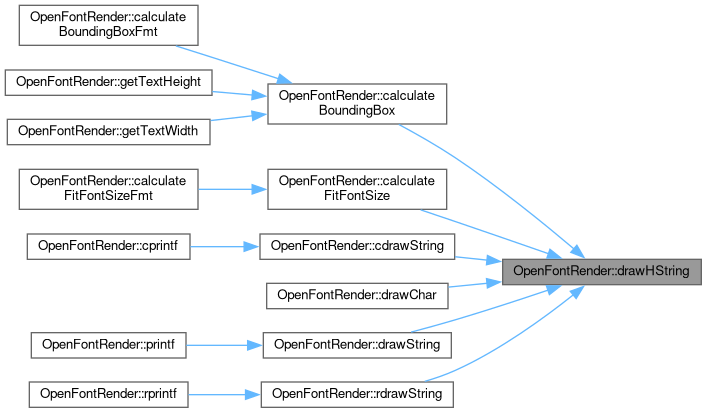 OpenFontRender::calculate
BoundingBoxFmt
OpenFontRender::getTextHeight
OpenFontRender::calculate
BoundingBox
OpenFontRender::getTextWidth
OpenFontRender::calculate
FitFontSizeFmt
OpenFontRender::calculate
FitFontSize
OpenFontRender::cprintf
OpenFontRender::cdrawString
OpenFontRender::drawHString
OpenFontRender::drawChar
OpenFontRender::printf
OpenFontRender::drawString
OpenFontRender::rprintf
OpenFontRender::rdrawString